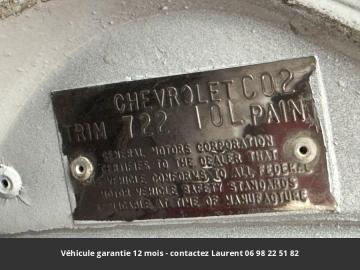 CHEVROLET C02
TRIM 722 10L PAINT
GENERAL MOTORS CORPORATION
CERTIFIES TO THE DEALER THAT
VEHICLE CONFORMS TO ALL FEDERAL
MOTOR VEHICLE SAFETY STANDARDS
APPLICABLE AT TIME OF MANUFACTURE
Véhicule garantie 12 mois - contactez Laurent 06 98 22 51 82